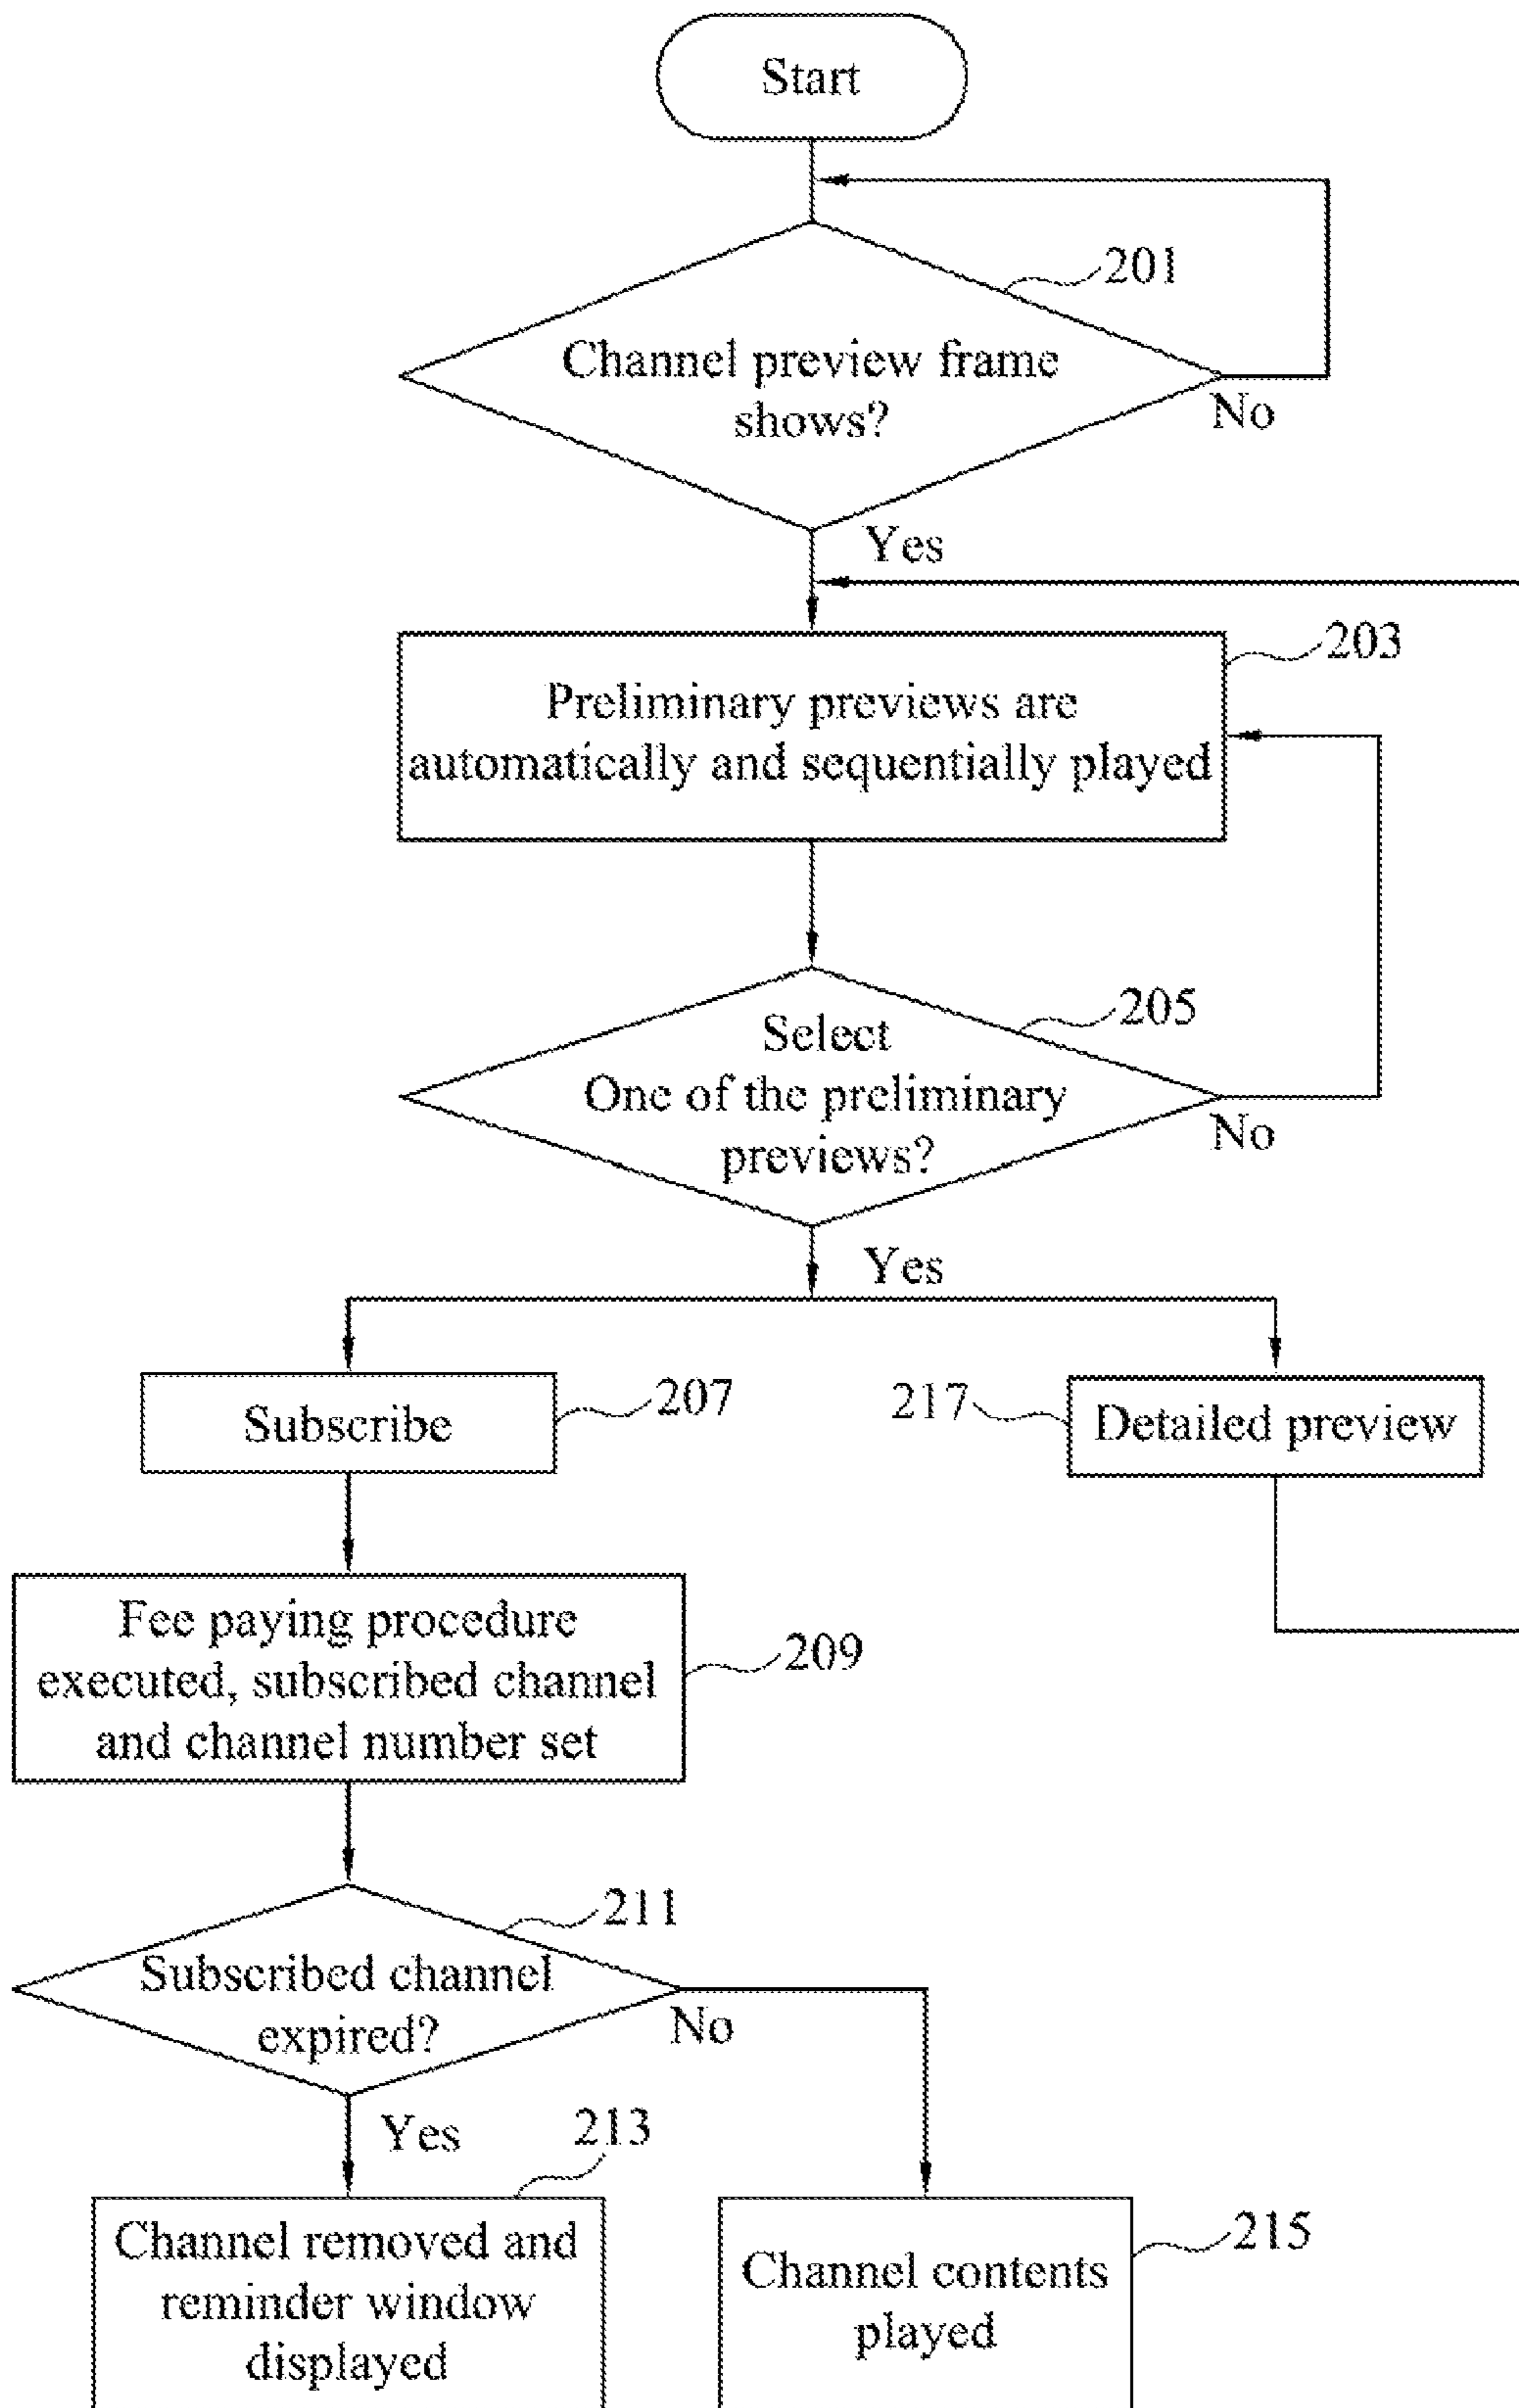 Start
201
Channel preview frame
shows?
No
Yes
203
Preliminary previews are
automatically and sequentially played
205
Select
One of the preliminary
previews?
No
Yes
Subscribe
207
217
Detailed preview
Fee paying procedure
executed, subscribed channel
and channel number set
209
211
Subscribed channel
expired?
No
Yes
213
Channel removed and
reminder window
displayed
Channel contents
played
215